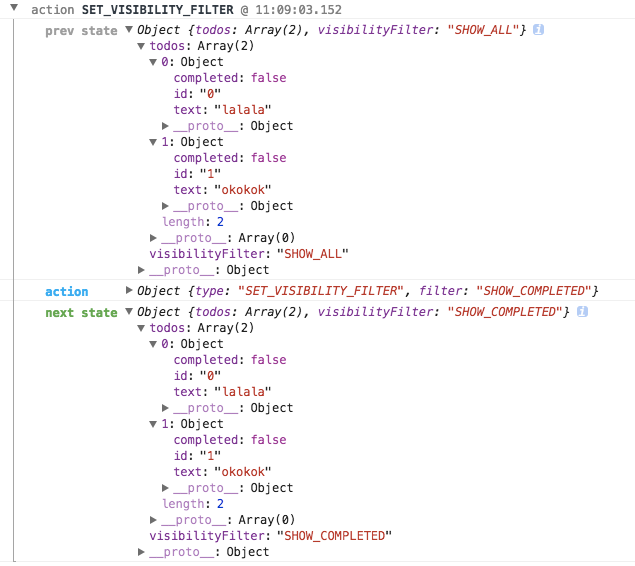 ▼ action SET_VISIBILITY_FILTER @ 11:09:03.152
prev state ▼Object {todos: Array(2), visibilityFilter: "SHOW_ALL"} i
▼todos: Array(2)
▼0: Object
completed: false
id: "0"
text: "lalala"
▶__proto__: Object
▼1: Object
completed: false
id: "1"
text: "okokok"
▶__proto__: Object
length: 2
▶__proto__: Array(0)
visibilityFilter: "SHOW_ALL"
▶__proto__: Object
action ▶Object {type: "SET_VISIBILITY_FILTER", filter: "SHOW_COMPLETED"}
next state ▼Object {todos: Array(2), visibilityFilter: "SHOW_COMPLETED"} i
▼todos: Array(2)
▼0: Object
completed: false
id: "0"
text: "lalala"
▶__proto__: Object
▼1: Object
completed: false
id: "1"
text: "okokok"
▶__proto__: Object
length: 2
▶__proto__: Array(0)
visibilityFilter: "SHOW_COMPLETED"
▶__proto__: Object